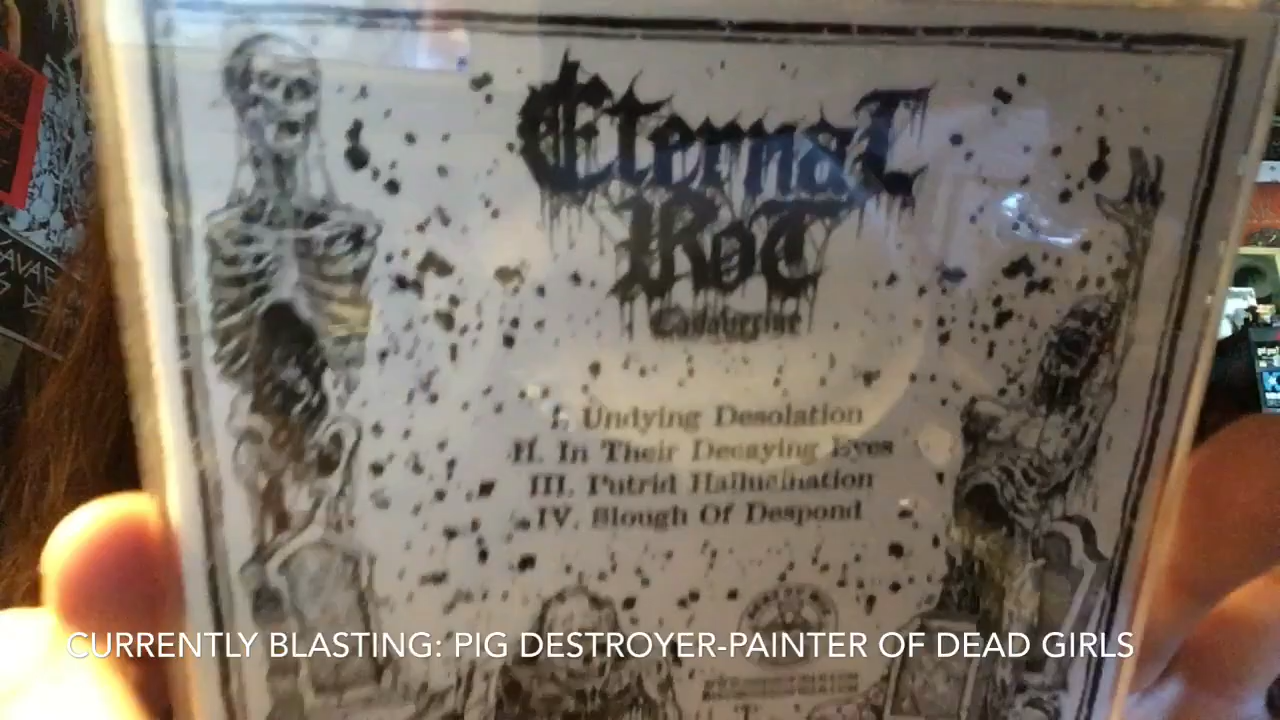 Eternal
Rot
Cadaverine
I. Undying Desolation
II. In Their Decaying Eyes
III. Putrid Hallucination
IV. Slough Of Despond
CURRENTLY BLASTING: PIG DESTROYER-PAINTER OF DEAD GIRLS